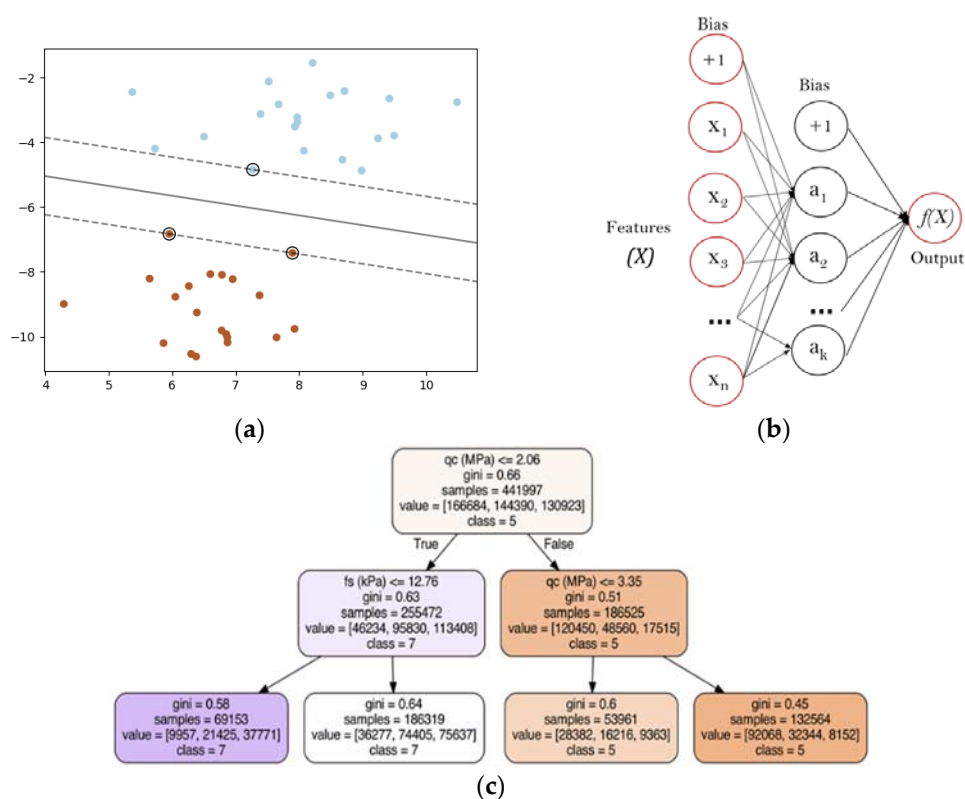 −2
−4
−6
−8
−10
4 5 6 7 8 9 10
(a)
Bias
+1
X₁
X₂
X₃
...
Xₙ
Features
(X)
Bias
+1
a₁
a₂
...
aₖ
f(X)
Output
(b)
qc (MPa) <= 2.06
gini = 0.66
samples = 441997
value = [166684, 144390, 130923]
class = 5
True False
fs (kPa) <= 12.76
gini = 0.63
samples = 255472
value = [46234, 95830, 113408]
class = 7
qc (MPa) <= 3.35
gini = 0.51
samples = 186525
value = [120450, 48560, 17515]
class = 5
gini = 0.58
samples = 69153
value = [9957, 21425, 37771]
class = 7
gini = 0.64
samples = 186319
value = [36277, 74405, 75637]
class = 7
gini = 0.6
samples = 53961
value = [28382, 16216, 9363]
class = 5
gini = 0.45
samples = 132564
value = [92068, 32344, 8152]
class = 5
(c)